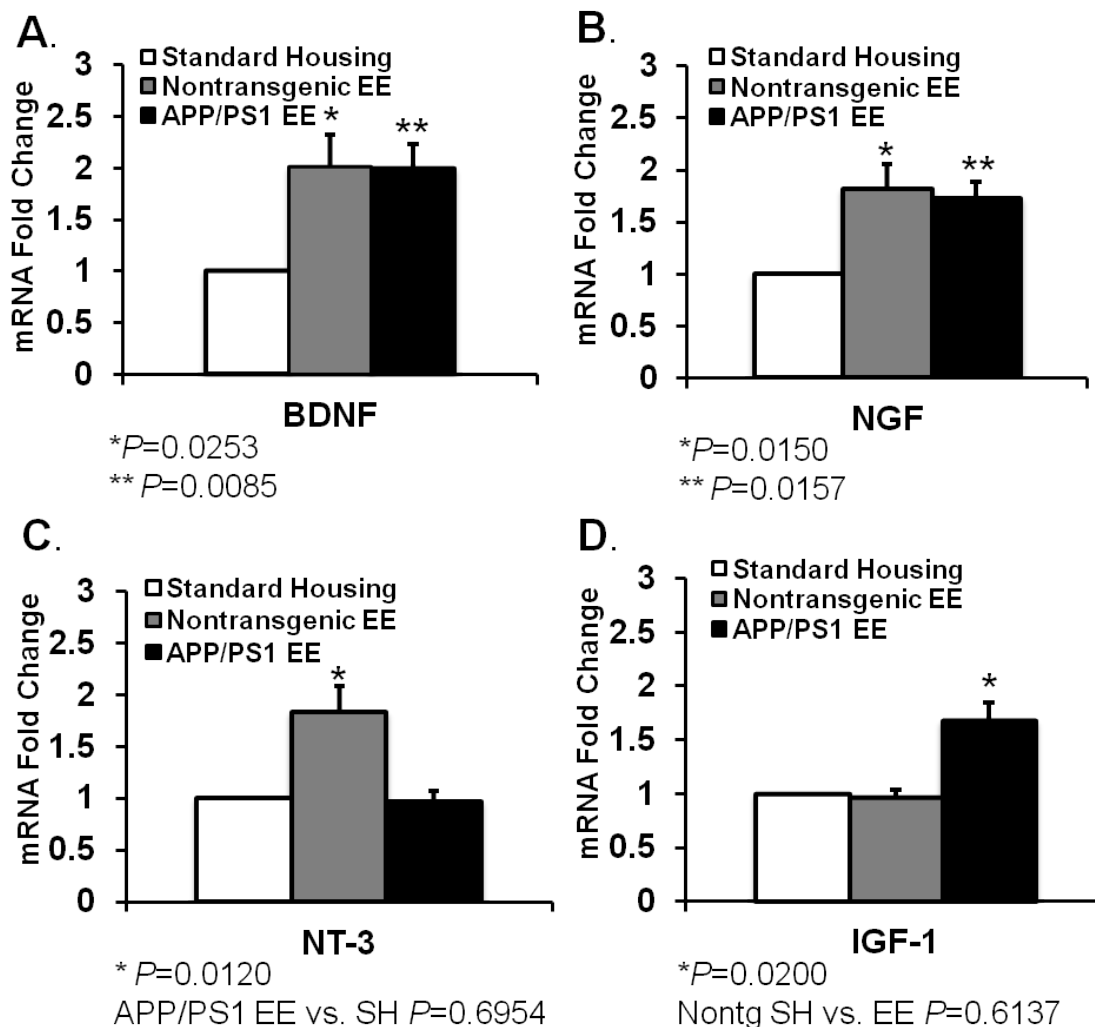 A.
3
2.5
2
1.5
1
0.5
0
mRNA Fold Change
Standard Housing
Nontransgenic EE
APP/PS1 EE
*
**
BDNF
*P=0.0253
** P=0.0085
B.
3
2.5
2
1.5
1
0.5
0
mRNA Fold Change
Standard Housing
Nontransgenic EE
APP/PS1 EE
*
**
NGF
*P=0.0150
** P=0.0157
C.
3
2.5
2
1.5
1
0.5
0
mRNA Fold Change
Standard Housing
Nontransgenic EE
APP/PS1 EE
*
NT-3
* P=0.0120
APP/PS1 EE vs. SH P=0.6954
D.
3
2.5
2
1.5
1
0.5
0
mRNA Fold Change
Standard Housing
Nontransgenic EE
APP/PS1 EE
*
IGF-1
*P=0.0200
Nontg SH vs. EE P=0.6137